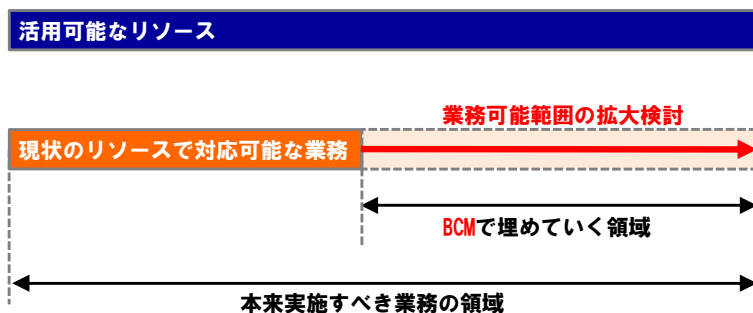 活用可能なリソース
業務可能範囲の拡大検討
現状のリソースで対応可能な業務
BCMで埋めていく領域
本来実施すべき業務の領域